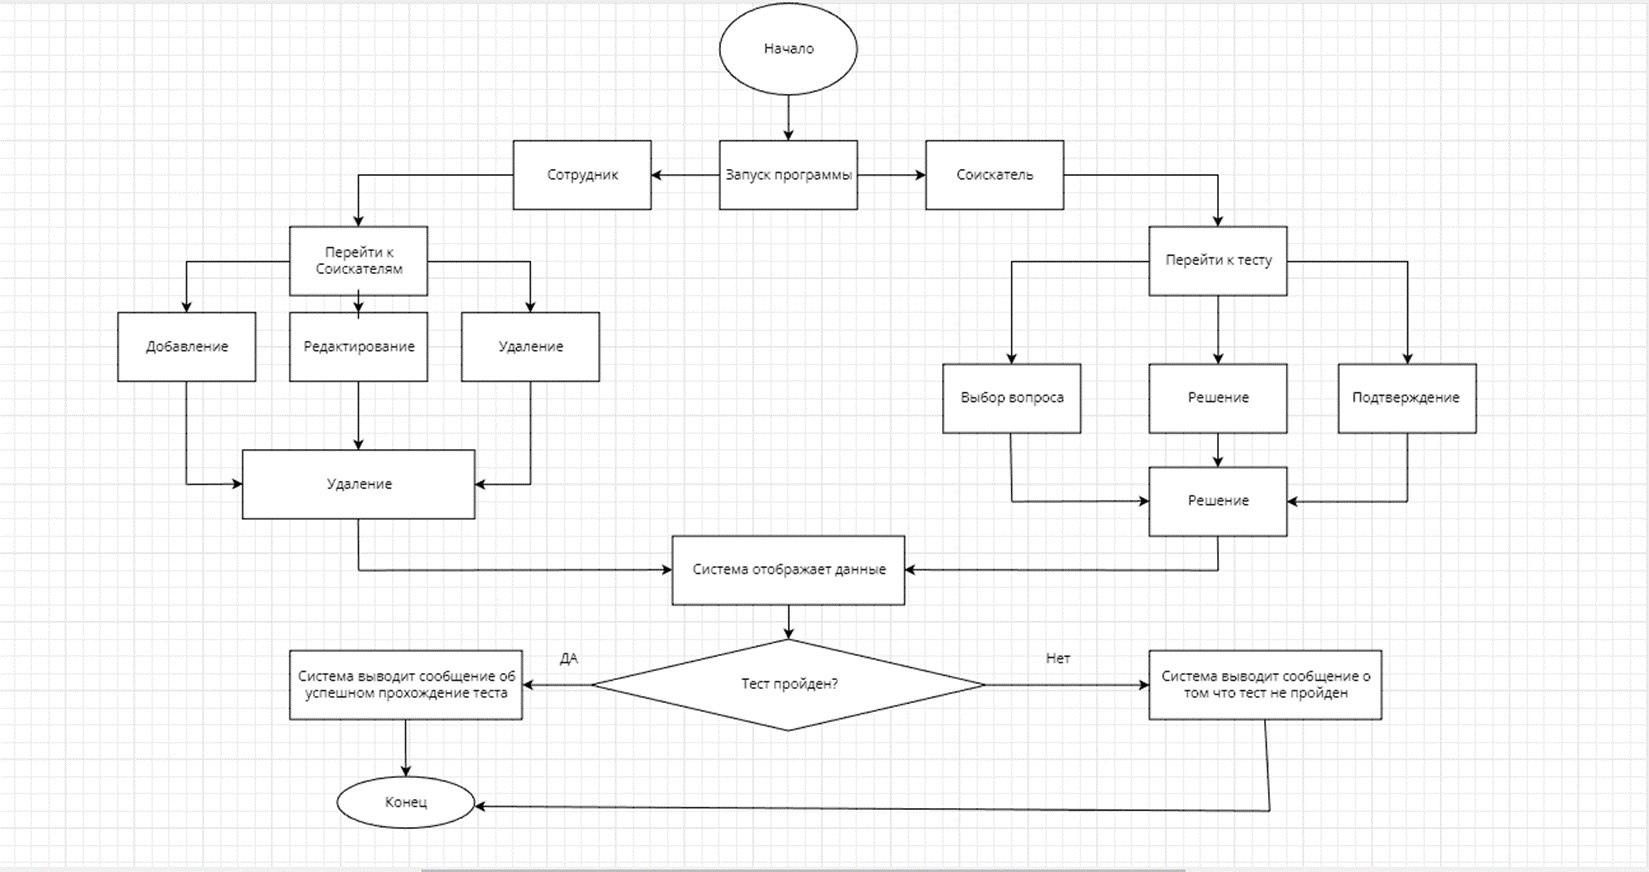 Начало
Сотрудник
Запуск программы
Соискатель
Перейти к
Соискателям
Перейти к тесту
Добавление
Редактирование
Удаление
Выбор вопроса
Решение
Подтверждение
Удаление
Решение
Система отображает данные
ДА
Нет
Система выводит сообщение об
успешном прохождение теста
Тест пройден?
Система выводит сообщение о
том что тест не пройден
Конец